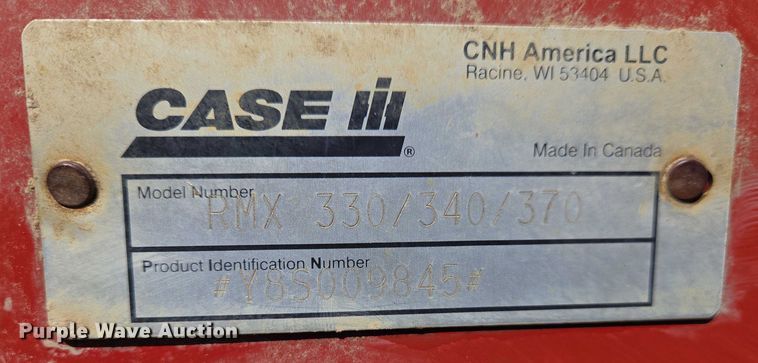 CNH America LLC
Racine, WI 53404 U.S.A.
CASE IH
®
Made In Canada
Model Number
RMX 330/340/370
Product Identification Number
#Y8S009845#
Purple Wave Auction